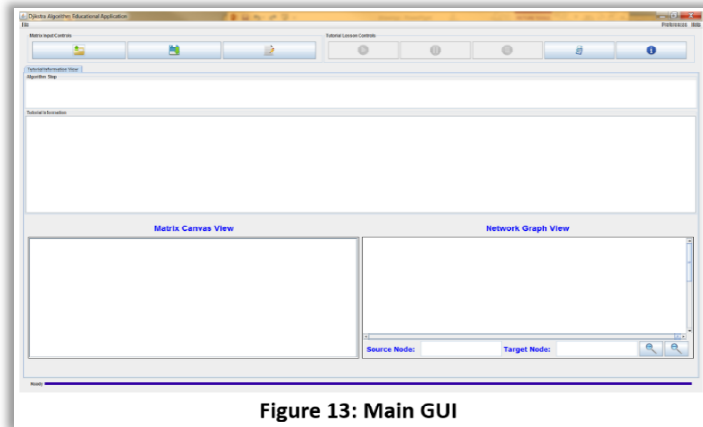 Dijkstra Algorithm Educational Application
File
Preferences Help
Matrix Input Controls
Tutorial Lesson Controls
Tutorial Information View
Algorithm Step
Tutorial Information
Matrix Canvas View
Network Graph View
Source Node:
Target Node:
Ready
Figure 13: Main GUI